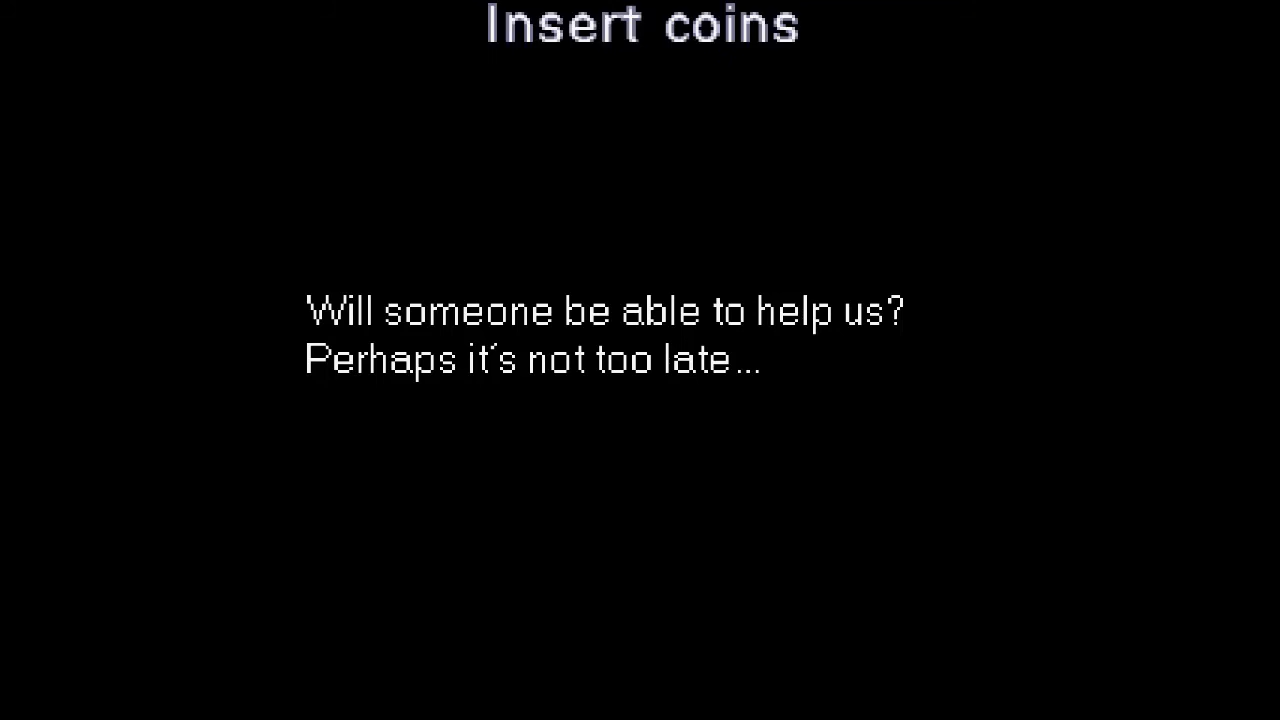 Insert coins
Will someone be able to help us?
Perhaps it´s not too late...